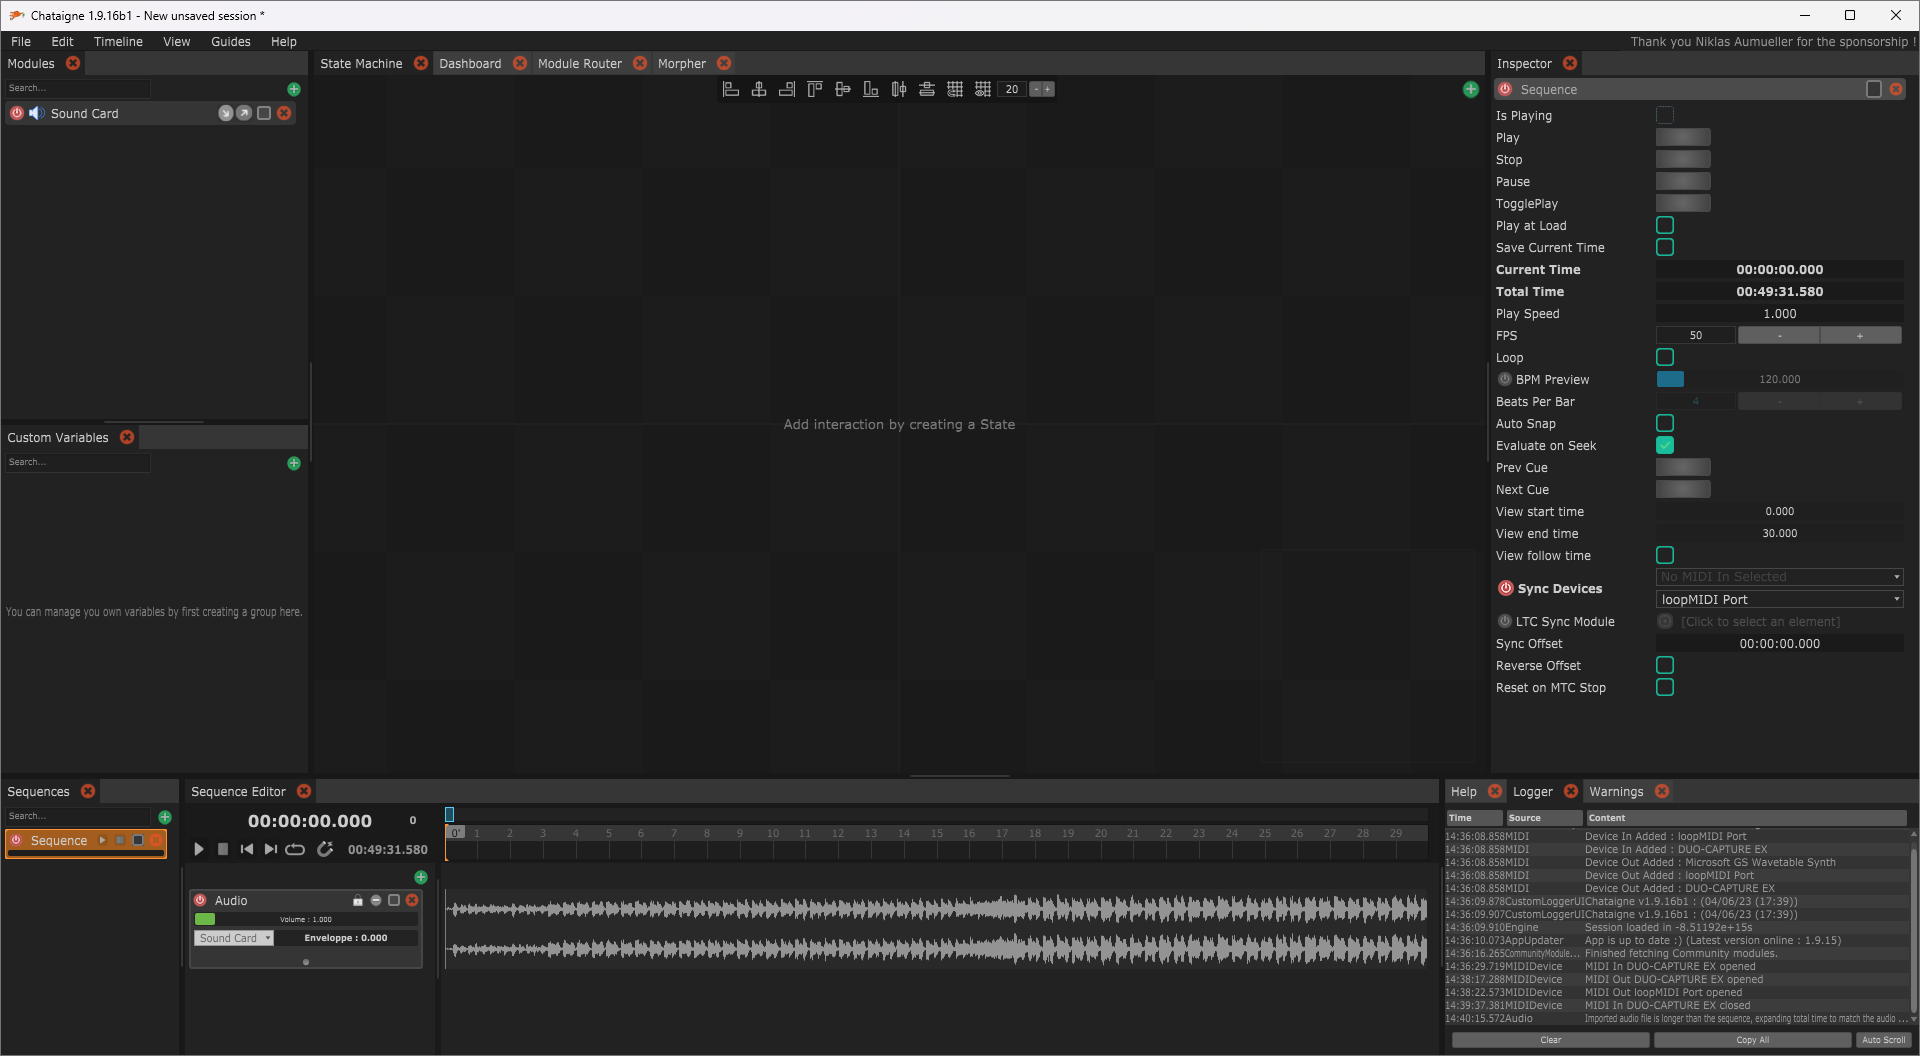 Chataigne 1.9.16b1 - New unsaved session *
File Edit Timeline View Guides Help
Thank you Niklas Aumueller for the sponsorship !
Modules
Search...
Sound Card
Custom Variables
Search...
You can manage you own variables by first creating a group here.
State Machine Dashboard Module Router Morpher
20 - +
Add interaction by creating a State
Inspector
Sequence
Is Playing
Play
Stop
Pause
TogglePlay
Play at Load
Save Current Time
Current Time 00:00:00.000
Total Time 00:49:31.580
Play Speed 1.000
FPS 50 - +
Loop
BPM Preview 120.000
Beats Per Bar 4 - +
Auto Snap
Evaluate on Seek
Prev Cue
Next Cue
View start time 0.000
View end time 30.000
View follow time
No MIDI In Selected
Sync Devices
loopMIDI Port
LTC Sync Module [Click to select an element]
Sync Offset 00:00:00.000
Reverse Offset
Reset on MTC Stop
Sequences
Search...
Sequence
Sequence Editor
00:00:00.000 0
00:49:31.580
0' 1 2 3 4 5 6 7 8 9 10 11 12 13 14 15 16 17 18 19 20 21 22 23 24 25 26 27 28 29
Audio
Volume : 1.000
Sound Card Enveloppe : 0.000
Help Logger Warnings
Time Source Content
14:36:08.858 MIDI Device In Added : loopMIDI Port
14:36:08.858 MIDI Device In Added : DUO-CAPTURE EX
14:36:08.858 MIDI Device Out Added : Microsoft GS Wavetable Synth
14:36:08.858 MIDI Device Out Added : loopMIDI Port
14:36:08.858 MIDI Device Out Added : DUO-CAPTURE EX
14:36:09.878 CustomLoggerUI Chataigne v1.9.16b1 : (04/06/23 (17:39))
14:36:09.907 CustomLoggerUI Chataigne v1.9.16b1 : (04/06/23 (17:39))
14:36:09.910 Engine Session loaded in -8.51192e+15s
14:36:10.073 AppUpdater App is up to date :) (Latest version online : 1.9.15)
14:36:16.265 CommunityModule... Finished fetching Community modules.
14:36:29.719 MIDIDevice MIDI In DUO-CAPTURE EX opened
14:38:17.288 MIDIDevice MIDI Out DUO-CAPTURE EX opened
14:38:22.573 MIDIDevice MIDI Out loopMIDI Port opened
14:39:37.381 MIDIDevice MIDI In DUO-CAPTURE EX closed
14:40:15.572 Audio Imported audio file is longer than the sequence, expanding total time to match the audio ...
Clear Copy All Auto Scroll